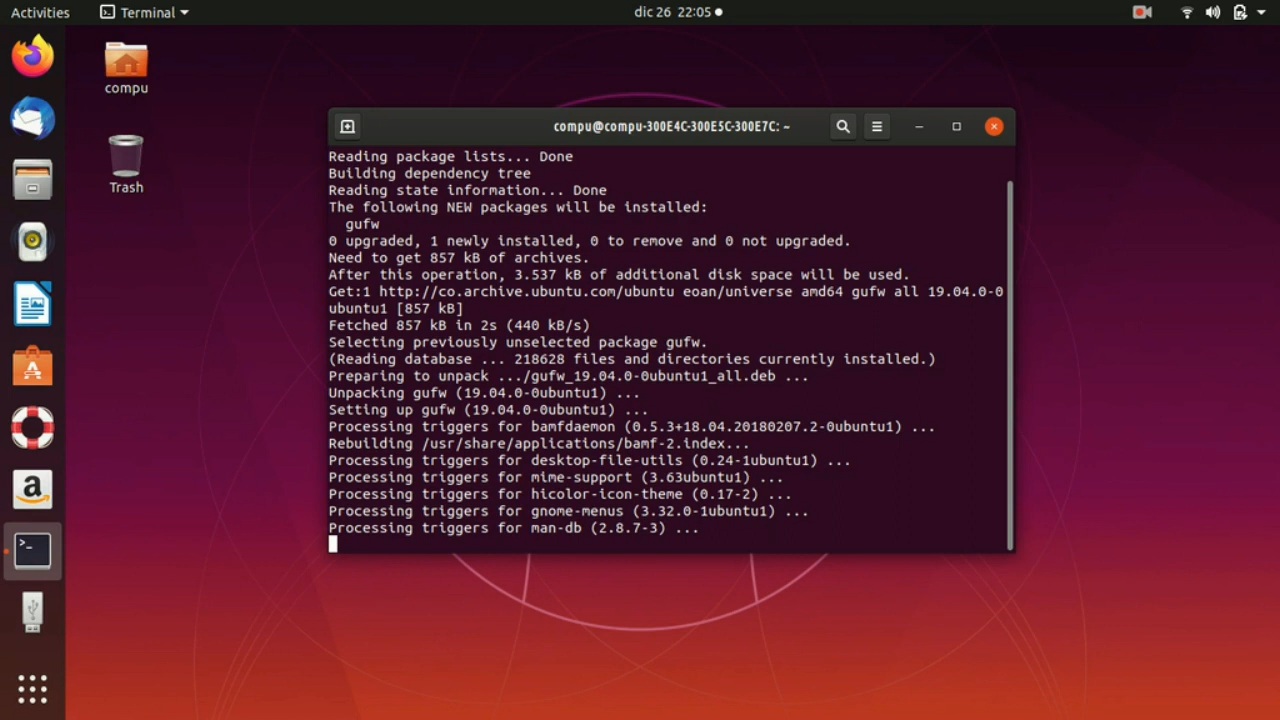 Activities
Terminal
dic 26 22:05
compu
Trash
compu@compu-300E4C-300E5C-300E7C: ~
Reading package lists... Done
Building dependency tree
Reading state information... Done
The following NEW packages will be installed:
gufw
0 upgraded, 1 newly installed, 0 to remove and 0 not upgraded.
Need to get 857 kB of archives.
After this operation, 3.537 kB of additional disk space will be used.
Get:1 http://co.archive.ubuntu.com/ubuntu eoan/universe amd64 gufw all 19.04.0-0
ubuntu1 [857 kB]
Fetched 857 kB in 2s (440 kB/s)
Selecting previously unselected package gufw.
(Reading database ... 218628 files and directories currently installed.)
Preparing to unpack .../gufw_19.04.0-0ubuntu1_all.deb ...
Unpacking gufw (19.04.0-0ubuntu1) ...
Setting up gufw (19.04.0-0ubuntu1) ...
Processing triggers for bamfdaemon (0.5.3+18.04.20180207.2-0ubuntu1) ...
Rebuilding /usr/share/applications/bamf-2.index...
Processing triggers for desktop-file-utils (0.24-1ubuntu1) ...
Processing triggers for mime-support (3.63ubuntu1) ...
Processing triggers for hicolor-icon-theme (0.17-2) ...
Processing triggers for gnome-menus (3.32.0-1ubuntu1) ...
Processing triggers for man-db (2.8.7-3) ...